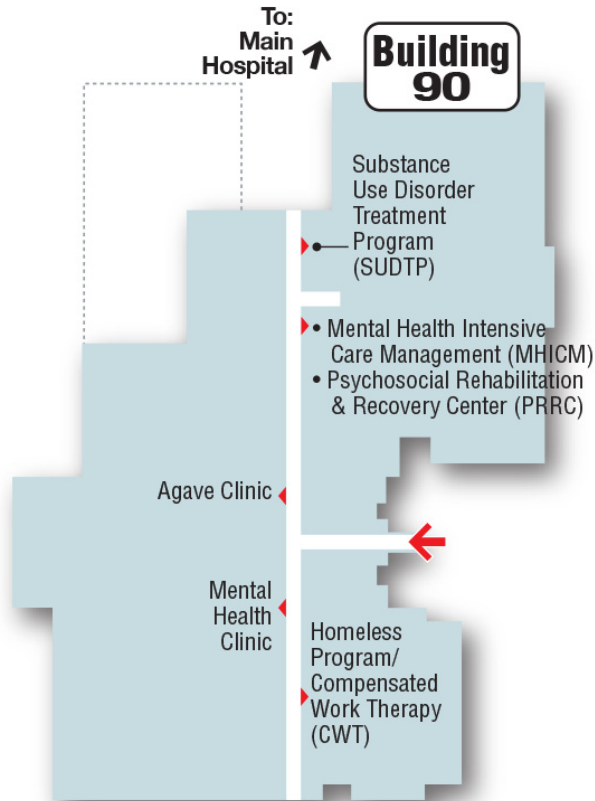 To:
Main
Hospital
Building
90
Substance
Use Disorder
Treatment
Program
(SUDTP)
• Mental Health Intensive
Care Management (MHICM)
• Psychosocial Rehabilitation
& Recovery Center (PRRC)
Agave Clinic
Mental
Health
Clinic
Homeless
Program/
Compensated
Work Therapy
(CWT)